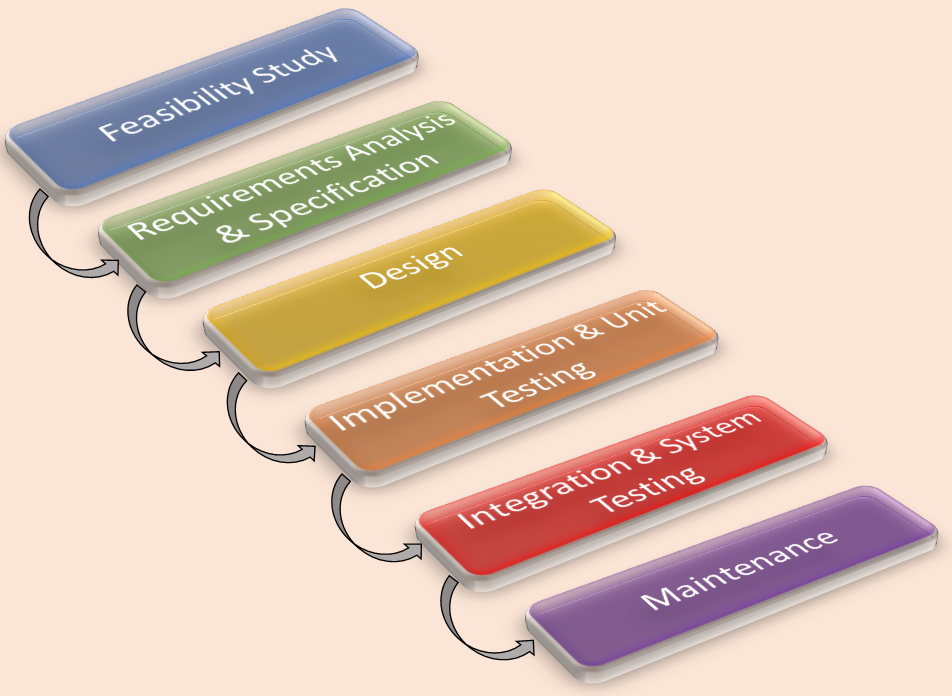 Feasibility Study
Requirements Analysis
& Specification
Design
Implementation & Unit
Testing
Integration & System
Testing
Maintenance